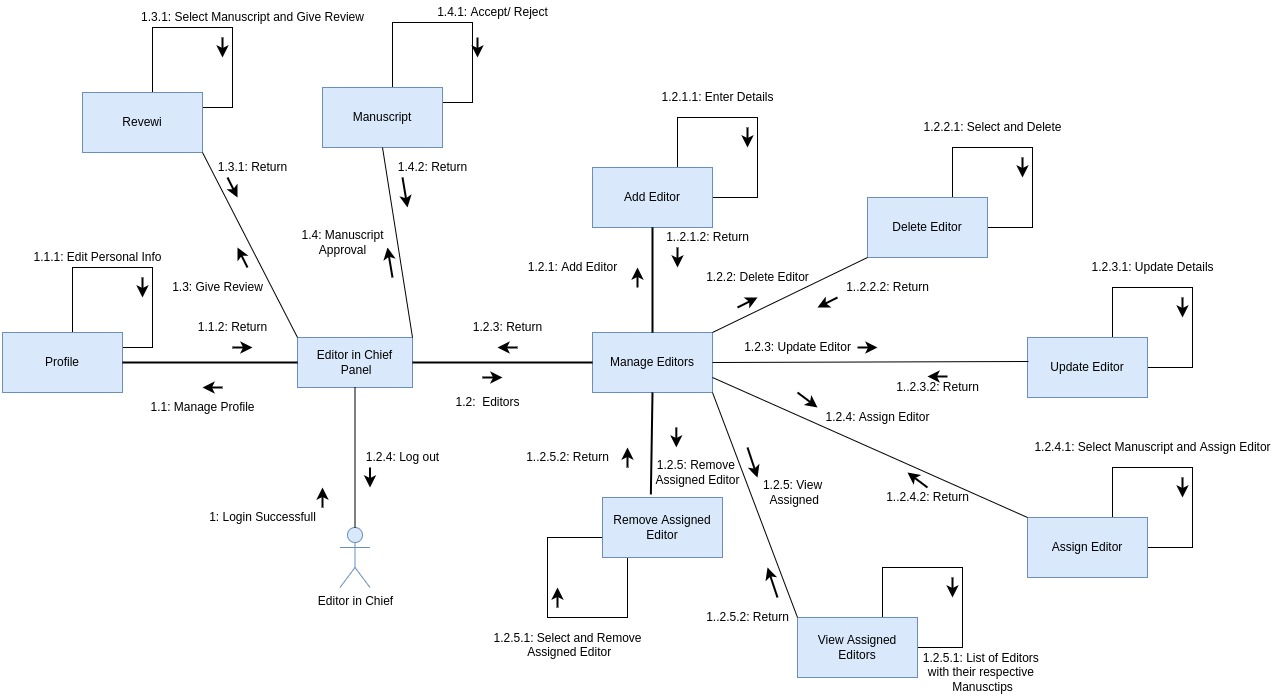 1.3.1: Select Manuscript and Give Review
1.4.1: Accept/ Reject
Revewi
Manuscript
1.3.1: Return
1.4.2: Return
1.4: Manuscript
Approval
1.3: Give Review
1.2.1.1: Enter Details
Add Editor
1..2.1.2: Return
1.2.1: Add Editor
1.2.2.1: Select and Delete
Delete Editor
1.2.2: Delete Editor
1..2.2.2: Return
1.1.1: Edit Personal Info
Profile
1.1.2: Return
1.1: Manage Profile
Editor in Chief
Panel
1.2.3: Return
1.2:  Editors
Manage Editors
1.2.3: Update Editor
1..2.3.2: Return
1.2.3.1: Update Details
Update Editor
1.2.4: Assign Editor
1..2.4.2: Return
1.2.4.1: Select Manuscript and Assign Editor
Assign Editor
1.2.4: Log out
1: Login Successfull
Editor in Chief
1..2.5.2: Return
1.2.5: Remove
Assigned Editor
Remove Assigned
Editor
1.2.5.1: Select and Remove
Assigned Editor
1.2.5: View
Assigned
1..2.5.2: Return
View Assigned
Editors
1.2.5.1: List of Editors
with their respective
Manusctips